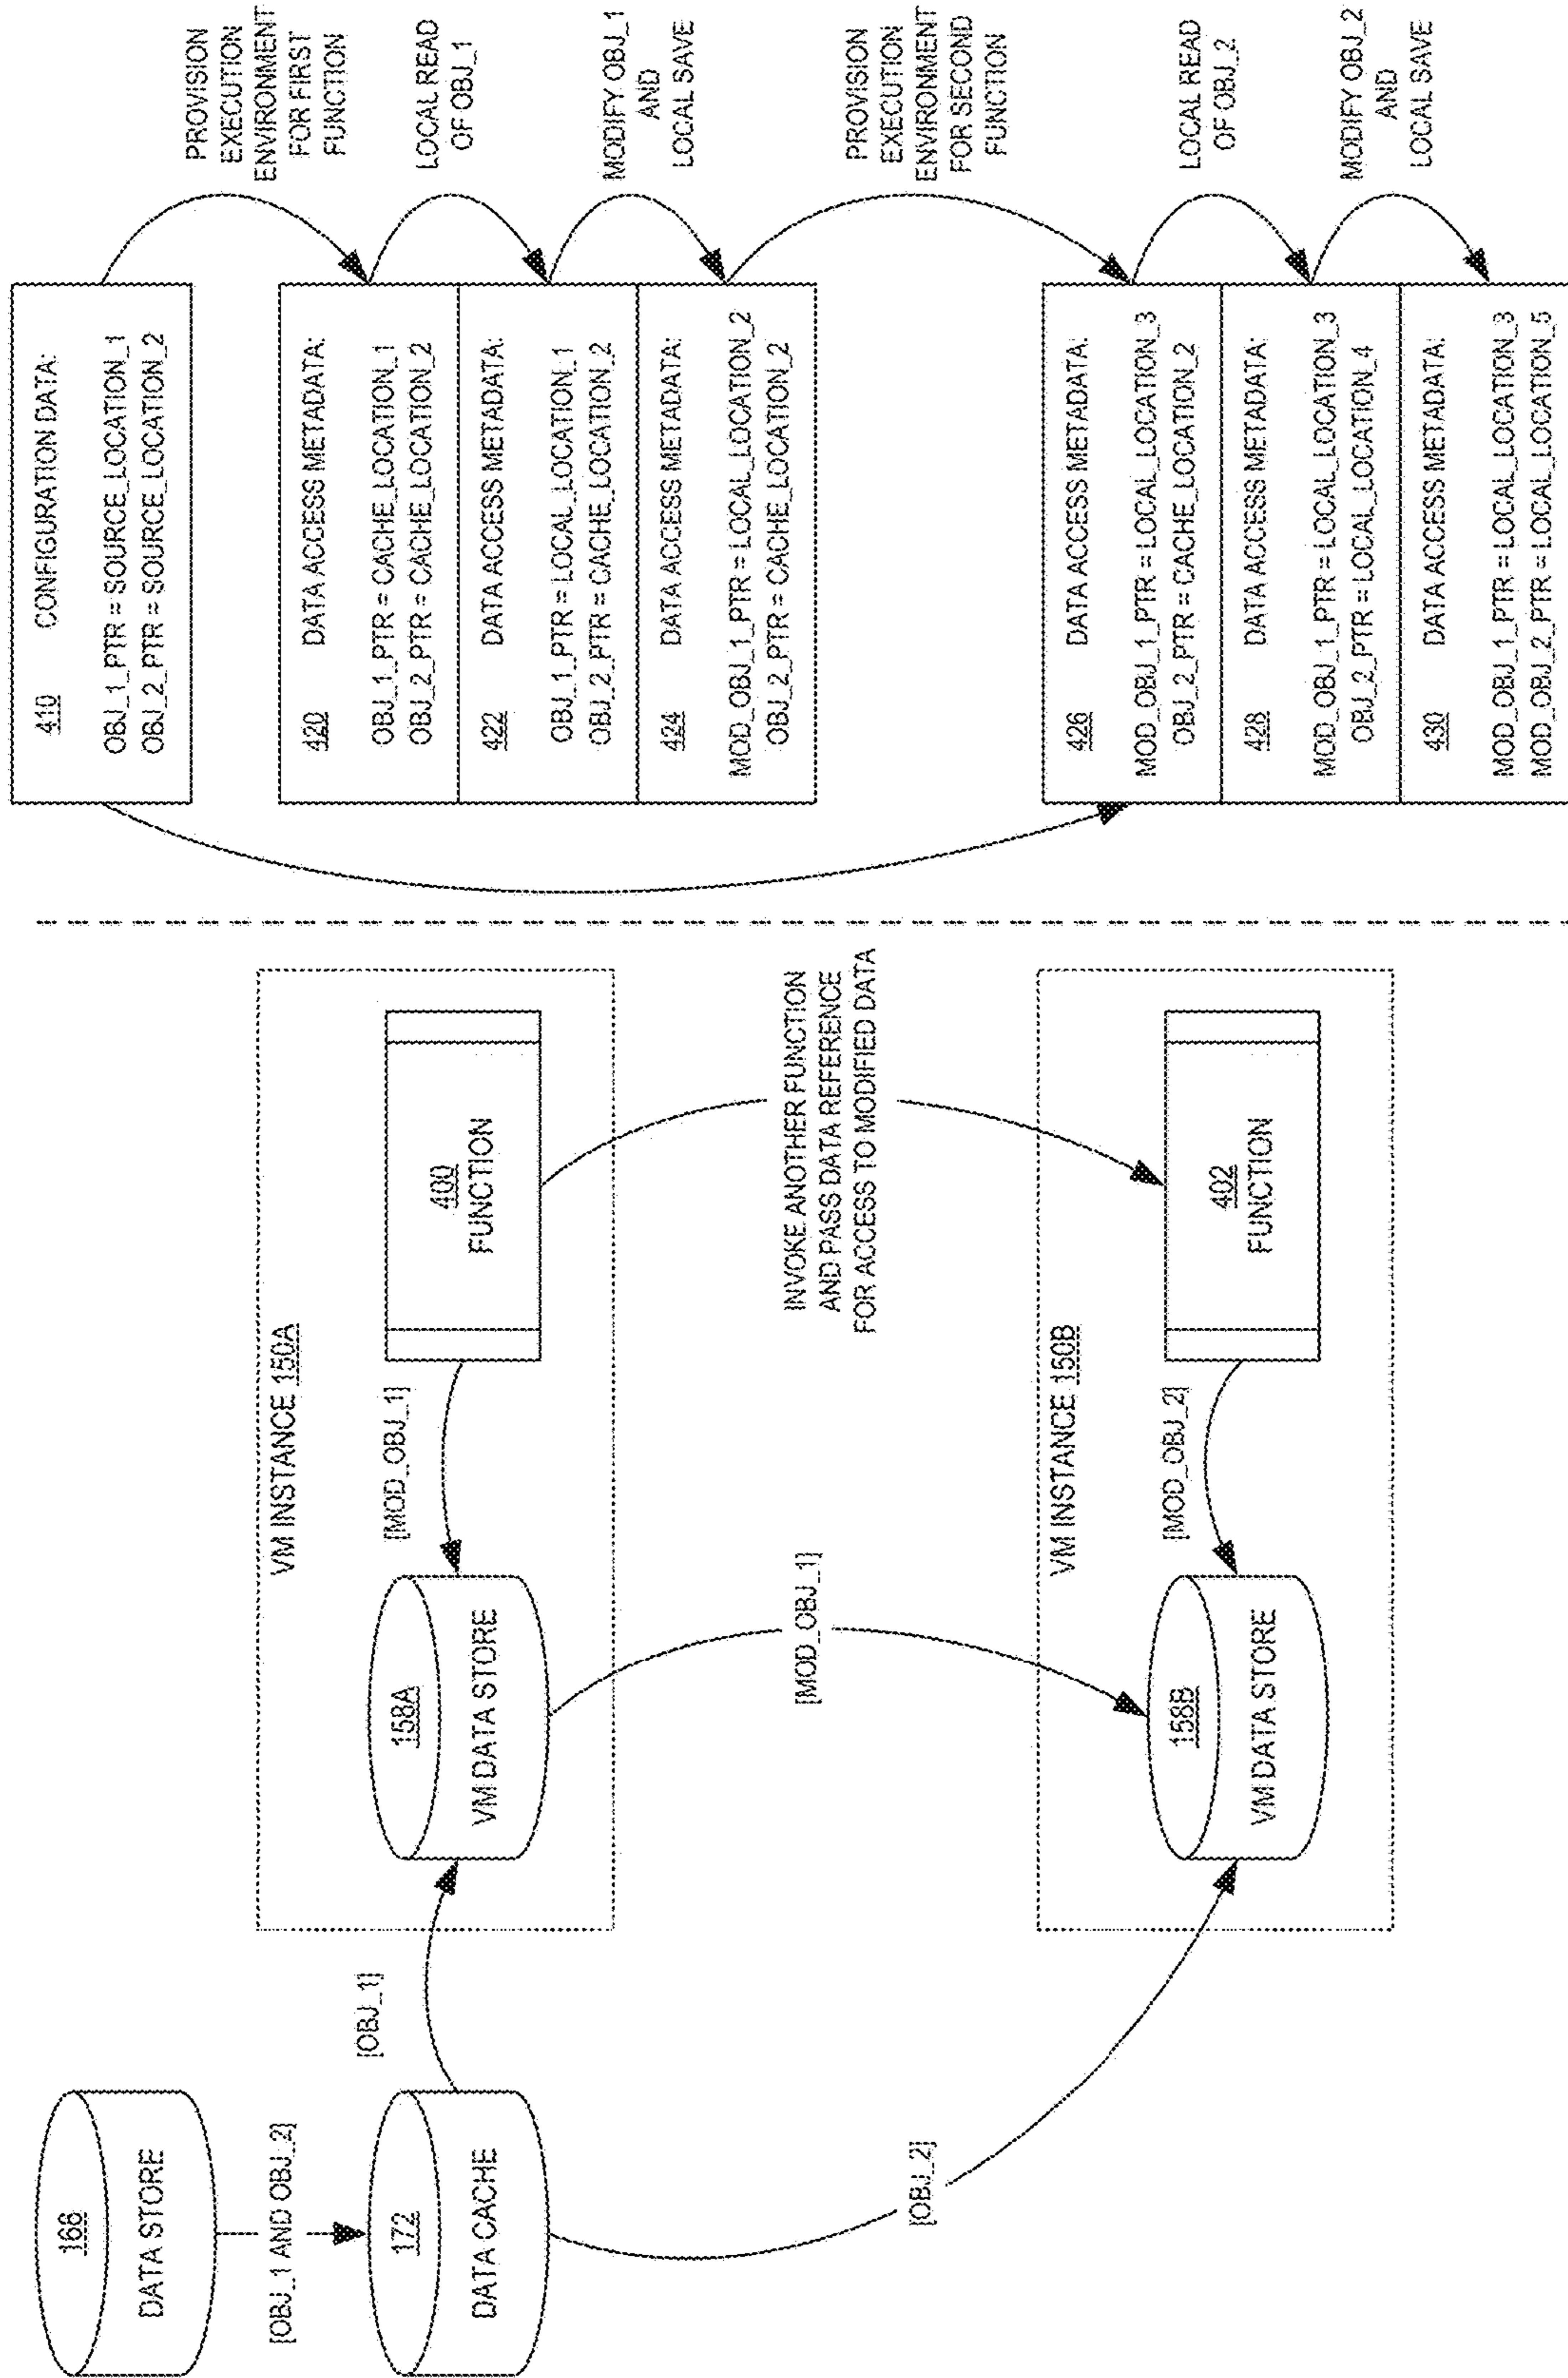 168
DATA STORE
[OBJ_1 AND OBJ_2]
172
DATA CACHE
[OBJ_1]
[OBJ_2]
VM INSTANCE 150A
158A
VM DATA STORE
[MOD_OBJ_1]
400
FUNCTION
[MOD_OBJ_1]
INVOKE ANOTHER FUNCTION
AND PASS DATA REFERENCE
FOR ACCESS TO MODIFIED DATA
VM INSTANCE 150B
158B
VM DATA STORE
[MOD_OBJ_2]
402
FUNCTION
410 CONFIGURATION DATA:
OBJ_1_PTR = SOURCE_LOCATION_1
OBJ_2_PTR = SOURCE_LOCATION_2
PROVISION
EXECUTION
ENVIRONMENT
FOR FIRST
FUNCTION
420 DATA ACCESS METADATA:
OBJ_1_PTR = CACHE_LOCATION_1
OBJ_2_PTR = CACHE_LOCATION_2
LOCAL READ
OF OBJ_1
422 DATA ACCESS METADATA:
OBJ_1_PTR = LOCAL_LOCATION_1
OBJ_2_PTR = CACHE_LOCATION_2
MODIFY OBJ_1
AND
LOCAL SAVE
424 DATA ACCESS METADATA:
MOD_OBJ_1_PTR = LOCAL_LOCATION_2
OBJ_2_PTR = CACHE_LOCATION_2
PROVISION
EXECUTION
ENVIRONMENT
FOR SECOND
FUNCTION
426 DATA ACCESS METADATA:
MOD_OBJ_1_PTR = LOCAL_LOCATION_3
OBJ_2_PTR = CACHE_LOCATION_2
LOCAL READ
OF OBJ_2
428 DATA ACCESS METADATA:
MOD_OBJ_1_PTR = LOCAL_LOCATION_3
OBJ_2_PTR = LOCAL_LOCATION_4
MODIFY OBJ_2
AND
LOCAL SAVE
430 DATA ACCESS METADATA:
MOD_OBJ_1_PTR = LOCAL_LOCATION_3
MOD_OBJ_2_PTR = LOCAL_LOCATION_5